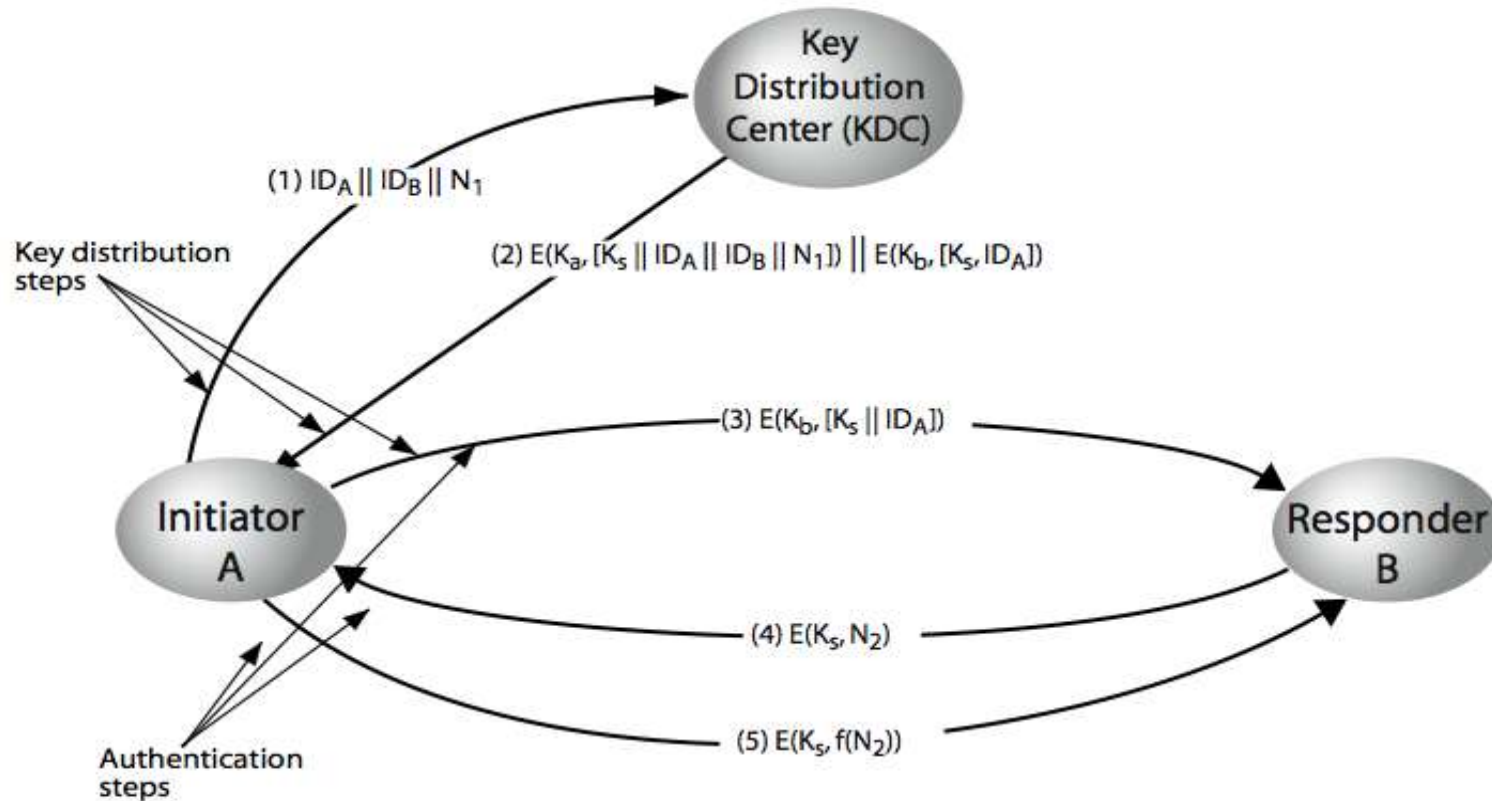 Key
Distribution
Center (KDC)
(1) ID_A || ID_B || N_1
Key distribution
steps
(2) E(K_a, [K_s || ID_A || ID_B || N_1]) || E(K_b, [K_s, ID_A])
(3) E(K_b, [K_s || ID_A])
Initiator
A
Responder
B
(4) E(K_s, N_2)
(5) E(K_s, f(N_2))
Authentication
steps